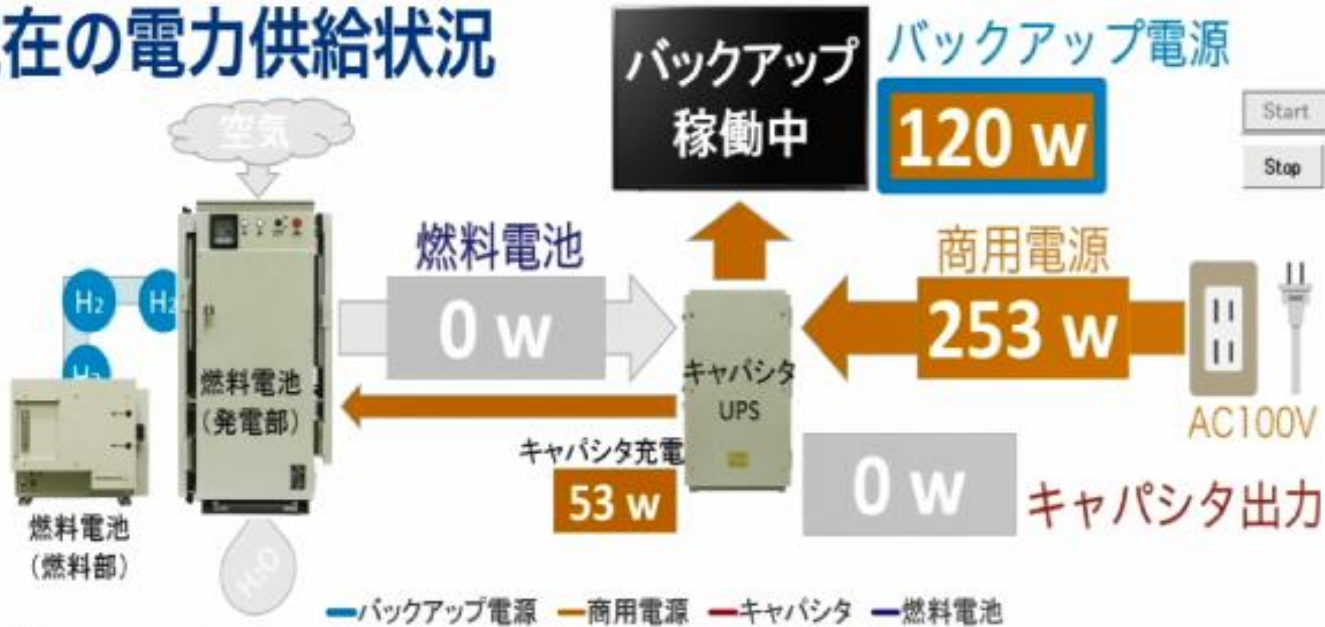 在の電力供給状況
バックアップ
稼働中
バックアップ電源
120 w
Start
Stop
空気
燃料電池
0 w
商用電源
253 w
H2
H2
H2
燃料電池
(発電部)
キャパシタ
UPS
AC100V
キャパシタ充電
53 w
0 w
キャパシタ出力
燃料電池
(燃料部)
H2O
バックアップ電源 商用電源 キャパシタ 燃料電池